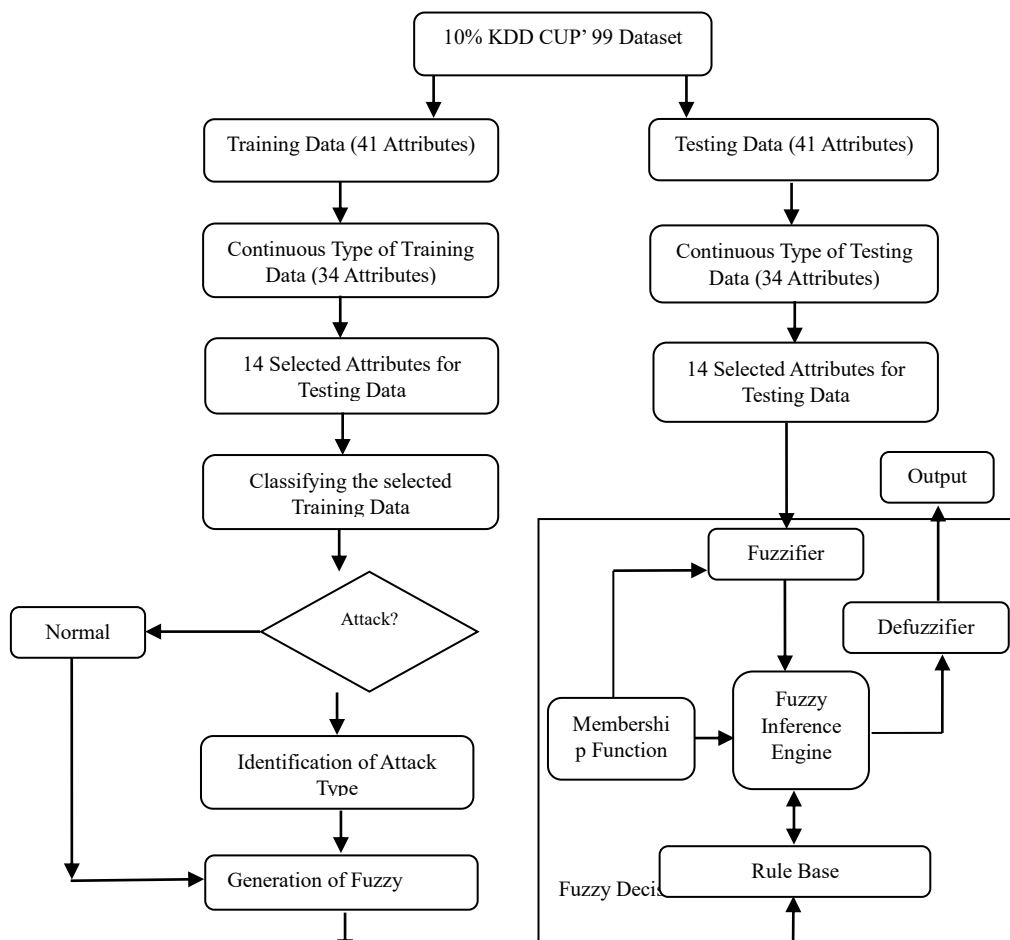 10% KDD CUP’ 99 Dataset
Training Data (41 Attributes)
Testing Data (41 Attributes)
Continuous Type of Training
Data (34 Attributes)
Continuous Type of Testing
Data (34 Attributes)
14 Selected Attributes for
Testing Data
14 Selected Attributes for
Testing Data
Classifying the selected
Training Data
Output
Fuzzifier
Attack?
Normal
Defuzzifier
Membershi
p Function
Fuzzy
Inference
Engine
Identification of Attack
Type
Generation of Fuzzy
Rule Base
Fuzzy Decis